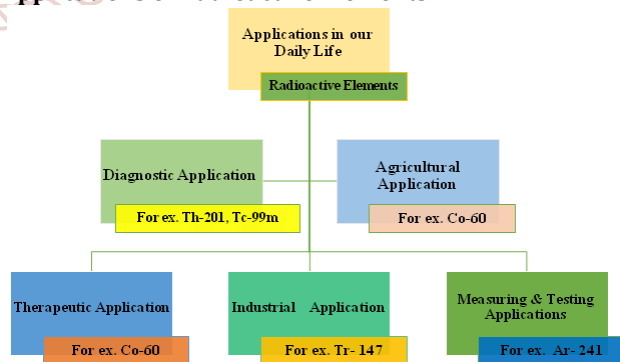 Applications in our
Daily Life
Radioactive Elements
Diagnostic Application
For ex. Th-201, Tc-99m
Agricultural
Application
For ex. Co-60
Therapeutic Application
For ex. Co-60
Industrial Application
For ex. Tr- 147
Measuring & Testing
Applications
For ex. Ar- 241